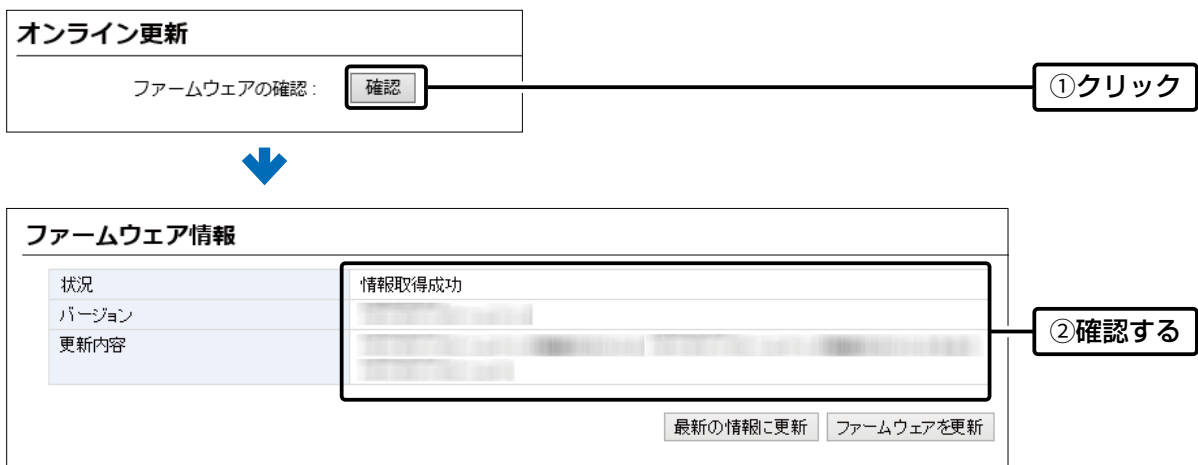 オンライン更新
ファームウェアの確認 : 確認
①クリック
ファームウェア情報
状況 情報取得成功
バージョン
更新内容
②確認する
最新の情報に更新 ファームウェアを更新